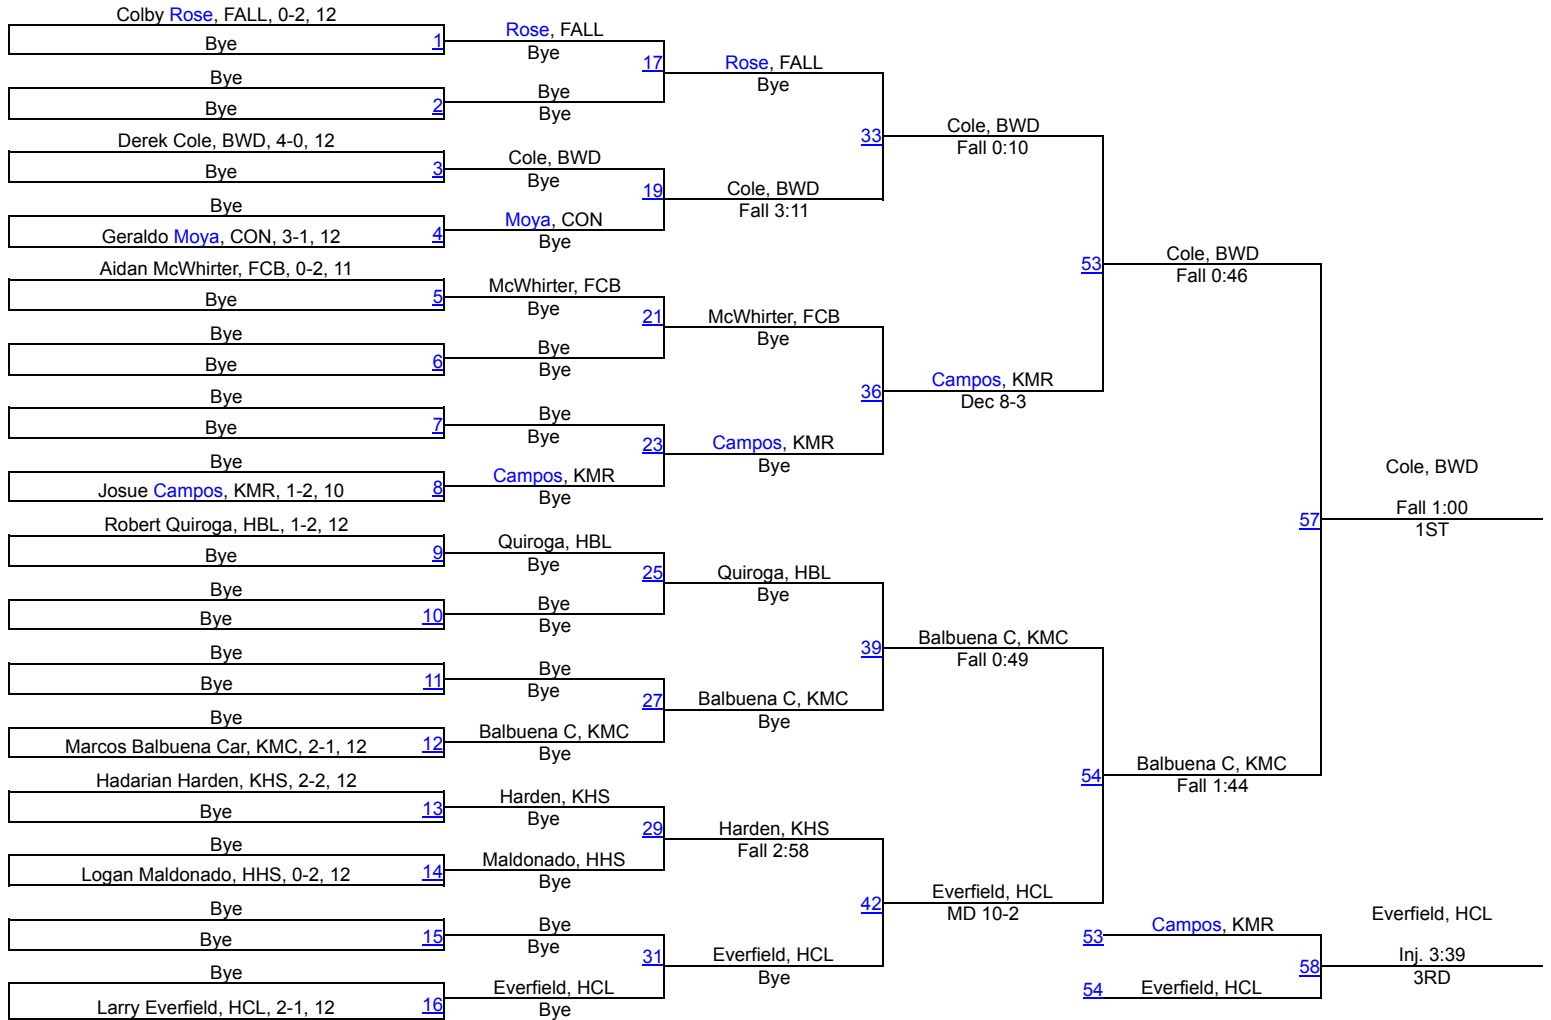 Colby Rose, FALL, 0-2, 12
Bye
1
Bye
Bye
2
Derek Cole, BWD, 4-0, 12
Bye
3
Bye
Geraldo Moya, CON, 3-1, 12
4
Aidan McWhirter, FCB, 0-2, 11
Bye
5
Bye
Bye
6
Bye
Bye
7
Bye
Josue Campos, KMR, 1-2, 10
8
Robert Quiroga, HBL, 1-2, 12
Bye
9
Bye
Bye
10
Bye
Bye
11
Bye
Marcos Balbuena Car, KMC, 2-1, 12
12
Hadarian Harden, KHS, 2-2, 12
Bye
13
Bye
Logan Maldonado, HHS, 0-2, 12
14
Bye
Bye
15
Bye
Larry Everfield, HCL, 2-1, 12
16
Rose, FALL
Bye
17
Bye
Bye
Cole, BWD
Bye
19
Moya, CON
Bye
McWhirter, FCB
Bye
21
Bye
Bye
Bye
Bye
23
Campos, KMR
Bye
Quiroga, HBL
Bye
25
Bye
Bye
Bye
Bye
27
Balbuena C, KMC
Bye
Harden, KHS
Bye
29
Maldonado, HHS
Bye
Bye
Bye
31
Everfield, HCL
Bye
Rose, FALL
Bye
33
Cole, BWD
Fall 3:11
McWhirter, FCB
Bye
36
Campos, KMR
Bye
Quiroga, HBL
Bye
39
Balbuena C, KMC
Bye
Harden, KHS
Fall 2:58
42
Everfield, HCL
Bye
Cole, BWD
Fall 0:10
53
Campos, KMR
Dec 8-3
Balbuena C, KMC
Fall 0:49
54
Everfield, HCL
MD 10-2
Cole, BWD
Fall 0:46
57
Balbuena C, KMC
Fall 1:44
Cole, BWD
Fall 1:00
1ST
53
Campos, KMR
58
54
Everfield, HCL
Everfield, HCL
Inj. 3:39
3RD